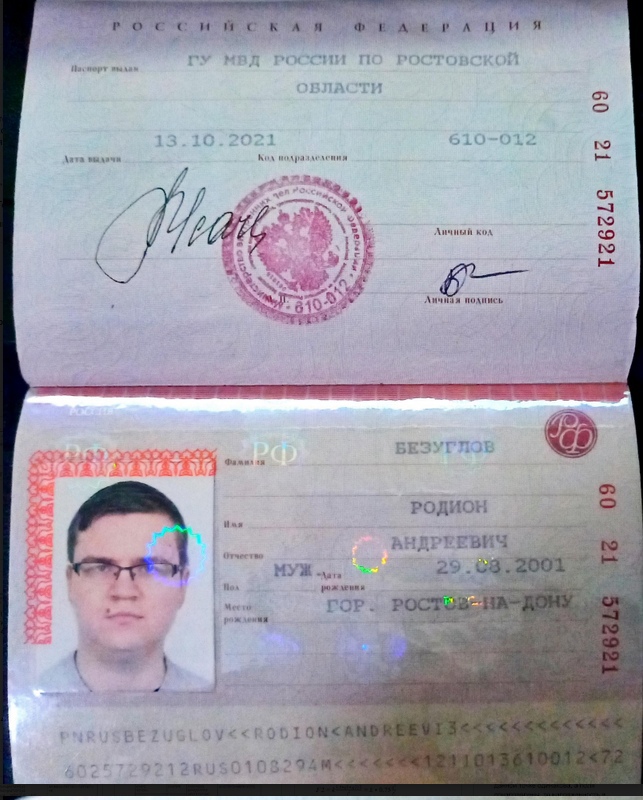 РОССИЙСКАЯ ФЕДЕРАЦИЯ
Паспорт выдан ГУ МВД РОССИИ ПО РОСТОВСКОЙ
ОБЛАСТИ
13.10.2021 610-012
Дата выдачи Код подразделения
60 21 572921
Личный код
Личная подпись
610-012
РФ РФ
РФ
БЕЗУГЛОВ
Фамилия
РОДИОН
Имя
АНДРЕЕВИЧ
Отчество
МУЖ Дата рождения 29.08.2001
Пол
Место рождения ГОР. РОСТОВ-НА-ДОНУ
60 21 572921
PNRUSBEZUGLOV<<RODION<ANDREEVI3<<<<<<<<<<<<<
6025729212RUS0108294M<<<<<<<1211013610012<72